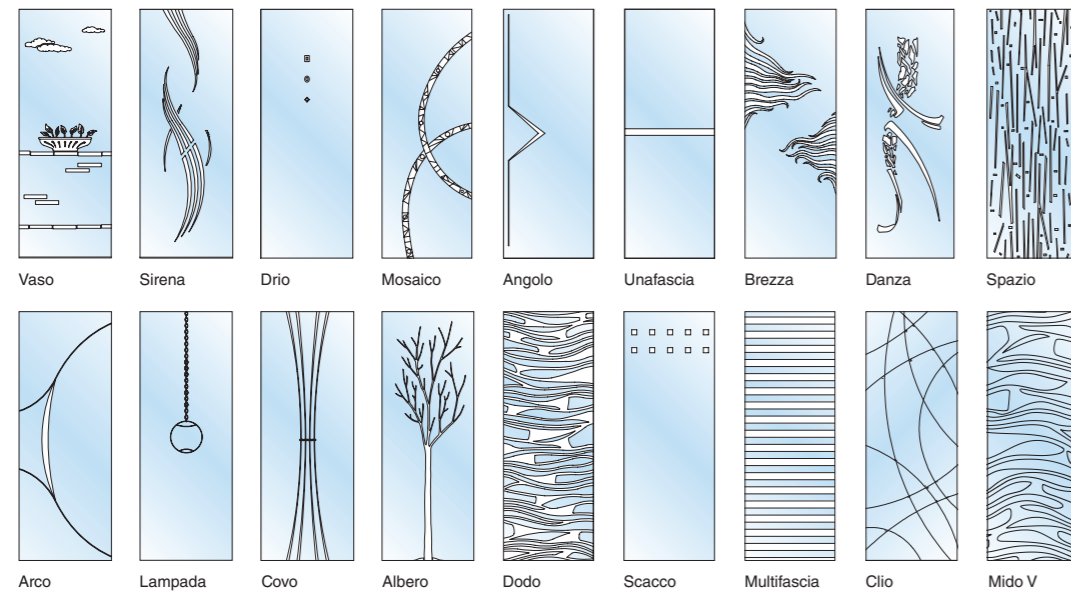 Vaso Sirena Drio Mosaico Angolo Unafascia Brezza Danza Spazio
Arco Lampada Covo Albero Dodo Scacco Multifascia Clio Mido V